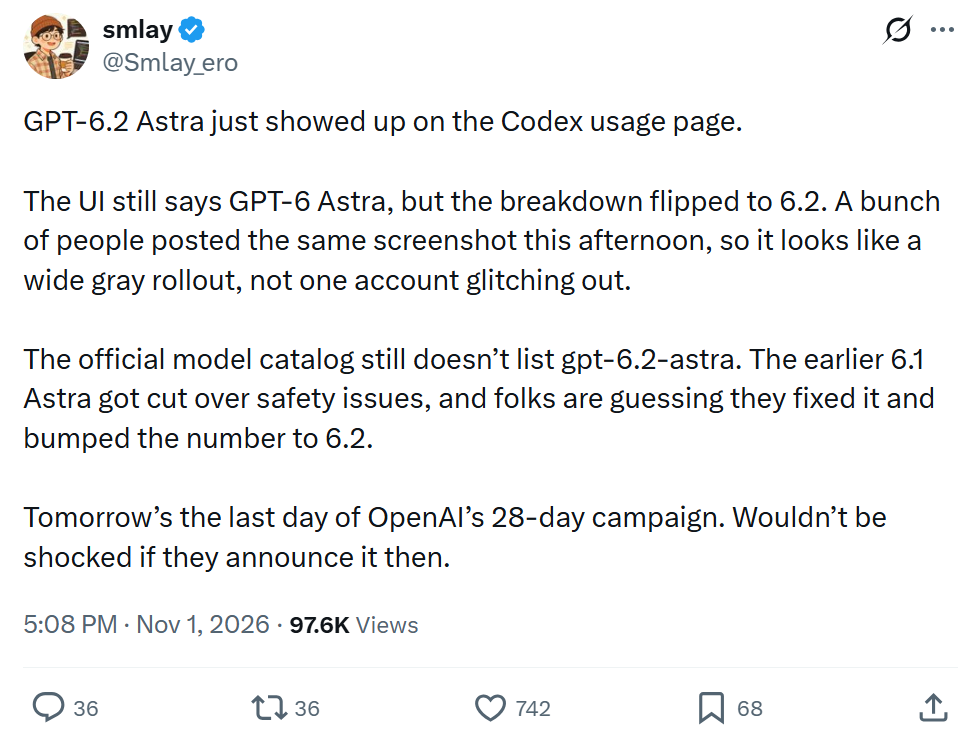 smlay
@Smlay_ero
GPT-6.2 Astra just showed up on the Codex usage page.
The UI still says GPT-6 Astra, but the breakdown flipped to 6.2. A bunch
of people posted the same screenshot this afternoon, so it looks like a
wide gray rollout, not one account glitching out.
The official model catalog still doesn’t list gpt-6.2-astra. The earlier 6.1
Astra got cut over safety issues, and folks are guessing they fixed it and
bumped the number to 6.2.
Tomorrow’s the last day of OpenAI’s 28-day campaign. Wouldn’t be
shocked if they announce it then.
5:08 PM · Nov 1, 2026 · 97.6K Views
36 36 742 68